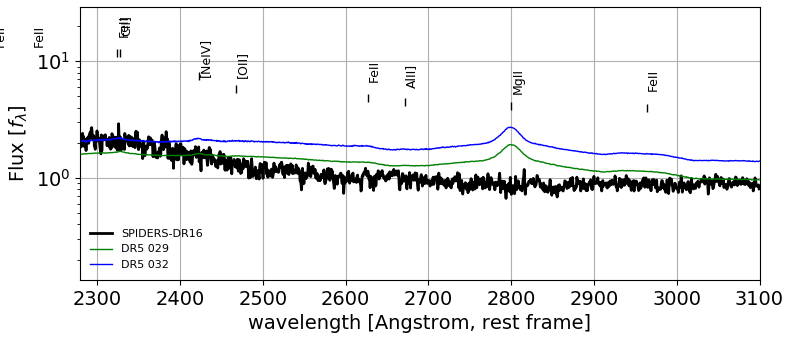 FeII
FeII
FeII
[NeIV]
[OII]
FeII
AlII]
MgII
FeII
Flux [fλ]
10¹
10⁰
SPIDERS-DR16
DR5 029
DR5 032
2300 2400 2500 2600 2700 2800 2900 3000 3100
wavelength [Angstrom, rest frame]